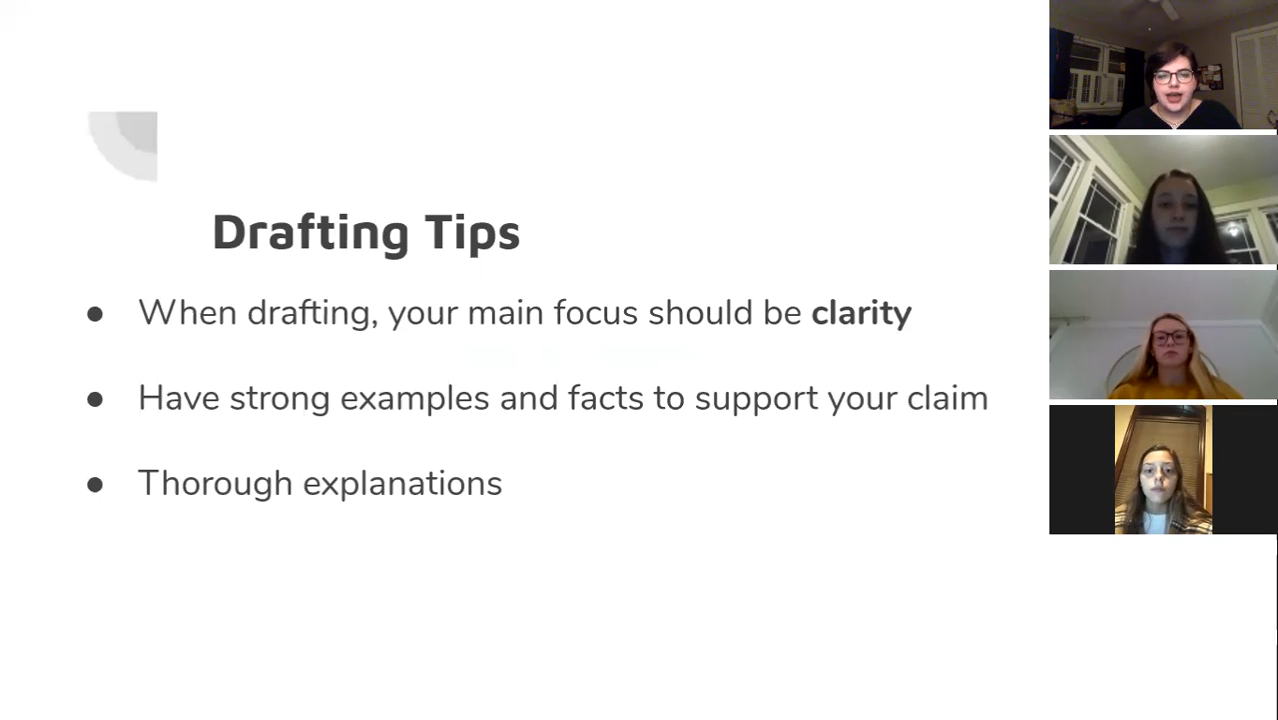 Drafting Tips
● When drafting, your main focus should be clarity
● Have strong examples and facts to support your claim
● Thorough explanations